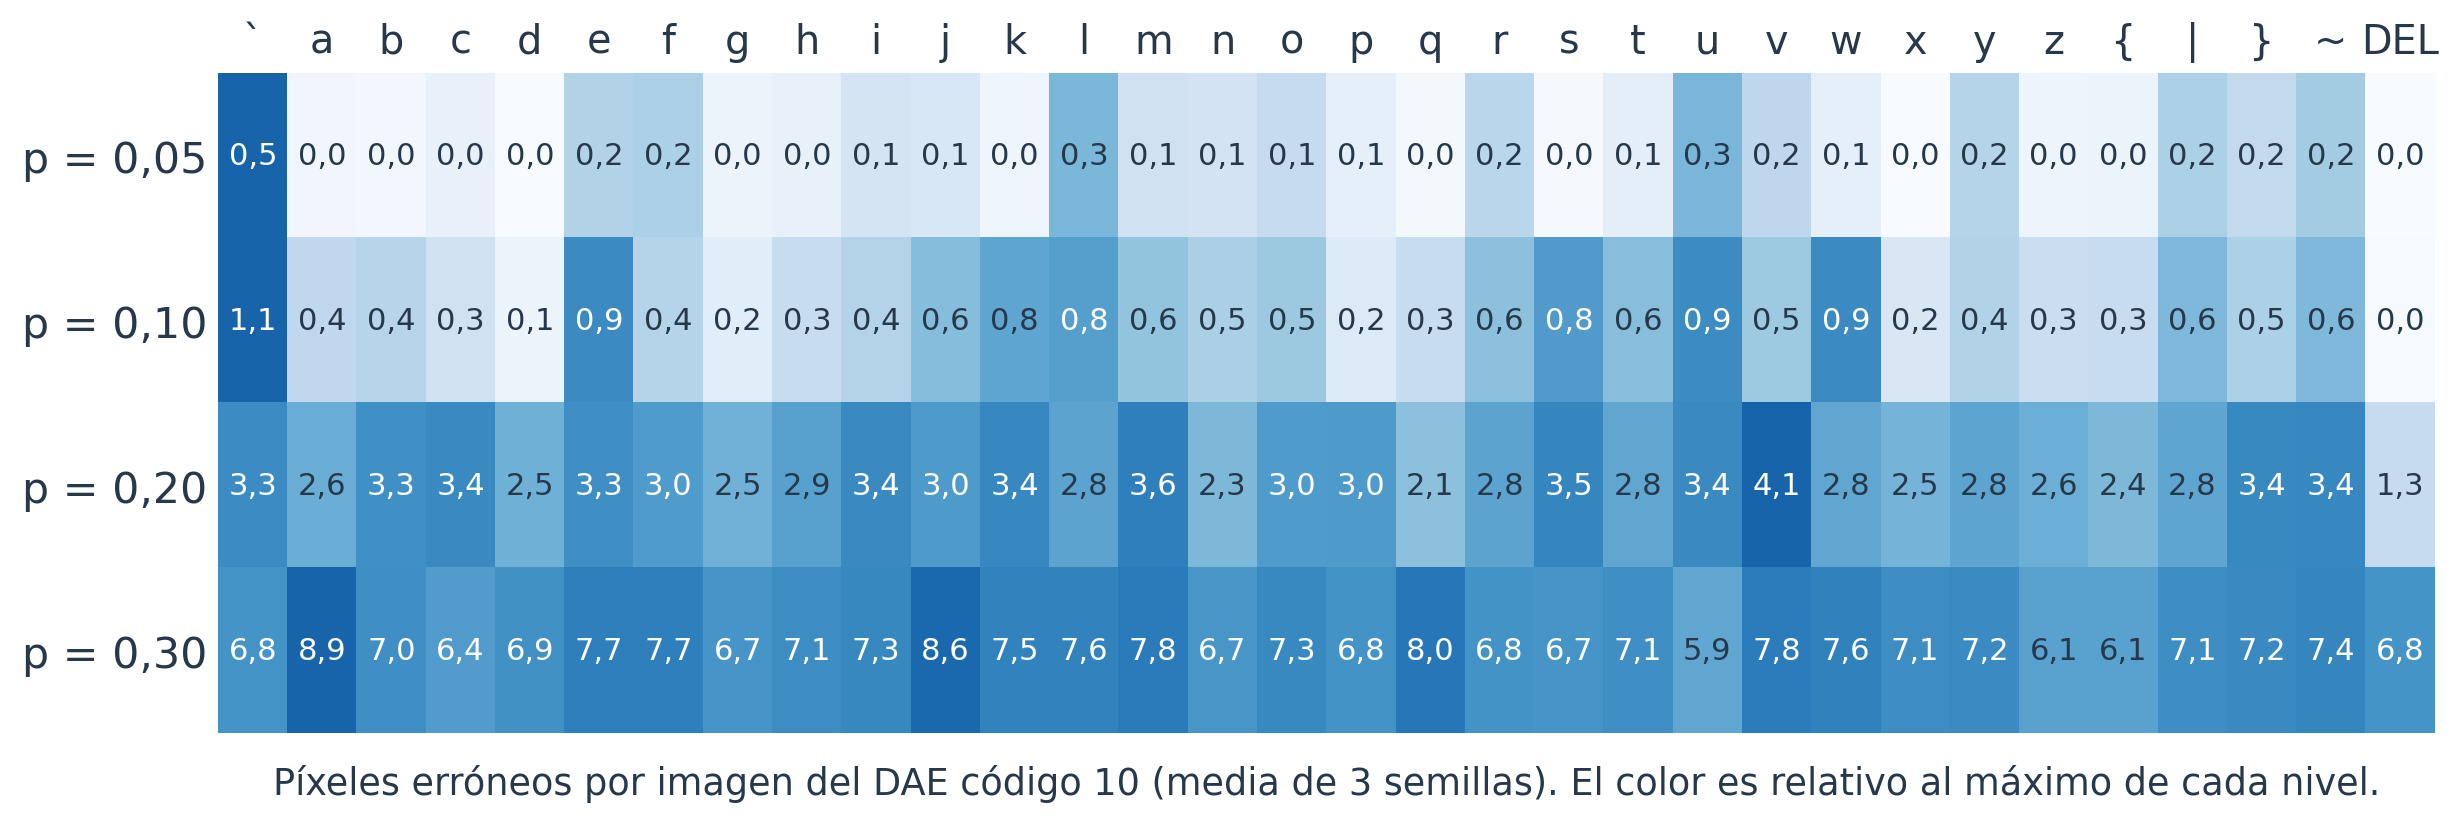 ` a b c d e f g h i j k l m n o p q r s t u v w x y z { | } ~ DEL
p = 0,05 0,5 0,0 0,0 0,0 0,0 0,2 0,2 0,0 0,0 0,1 0,1 0,0 0,3 0,1 0,1 0,1 0,1 0,0 0,2 0,0 0,1 0,3 0,2 0,1 0,0 0,2 0,0 0,0 0,2 0,2 0,2 0,0
p = 0,10 1,1 0,4 0,4 0,3 0,1 0,9 0,4 0,2 0,3 0,4 0,6 0,8 0,8 0,6 0,5 0,5 0,2 0,3 0,6 0,8 0,6 0,9 0,5 0,9 0,2 0,4 0,3 0,3 0,6 0,5 0,6 0,0
p = 0,20 3,3 2,6 3,3 3,4 2,5 3,3 3,0 2,5 2,9 3,4 3,0 3,4 2,8 3,6 2,3 3,0 3,0 2,1 2,8 3,5 2,8 3,4 4,1 2,8 2,5 2,8 2,6 2,4 2,8 3,4 3,4 1,3
p = 0,30 6,8 8,9 7,0 6,4 6,9 7,7 7,7 6,7 7,1 7,3 8,6 7,5 7,6 7,8 6,7 7,3 6,8 8,0 6,8 6,7 7,1 5,9 7,8 7,6 7,1 7,2 6,1 6,1 7,1 7,2 7,4 6,8
Píxeles erróneos por imagen del DAE código 10 (media de 3 semillas). El color es relativo al máximo de cada nivel.